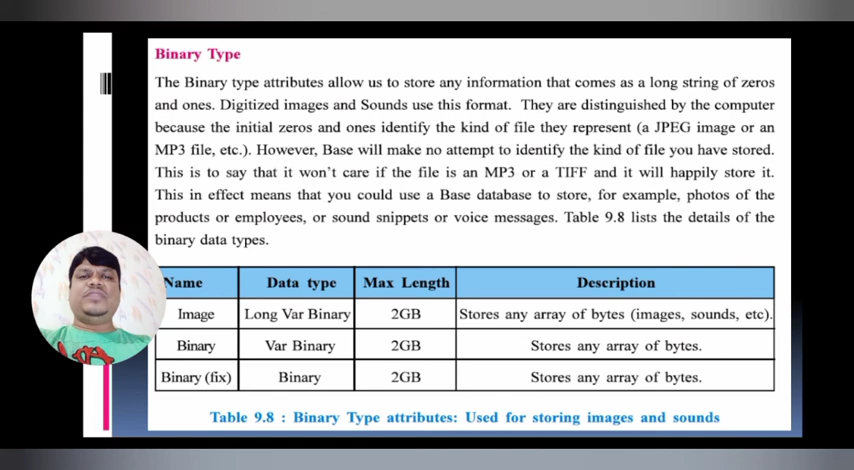 Binary Type
The Binary type attributes allow us to store any information that comes as a long string of zeros
and ones. Digitized images and Sounds use this format. They are distinguished by the computer
because the initial zeros and ones identify the kind of file they represent (a JPEG image or an
MP3 file, etc.). However, Base will make no attempt to identify the kind of file you have stored.
This is to say that it won't care if the file is an MP3 or a TIFF and it will happily store it.
This in effect means that you could use a Base database to store, for example, photos of the
products or employees, or sound snippets or voice messages. Table 9.8 lists the details of the
binary data types.
Name Data type Max Length Description
Image Long Var Binary 2GB Stores any array of bytes (images, sounds, etc).
Binary Var Binary 2GB Stores any array of bytes.
Binary (fix) Binary 2GB Stores any array of bytes.
Table 9.8 : Binary Type attributes: Used for storing images and sounds